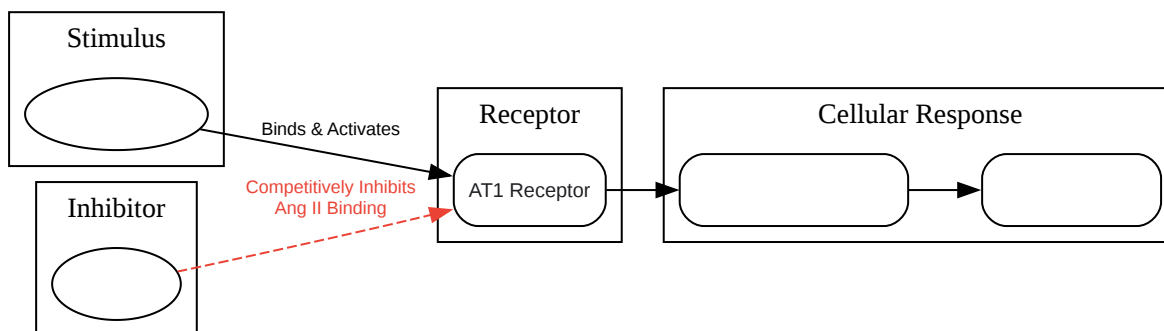 Stimulus
Receptor
Cellular Response
Binds & Activates
Competitively Inhibits
Ang II Binding
AT1 Receptor
Inhibitor